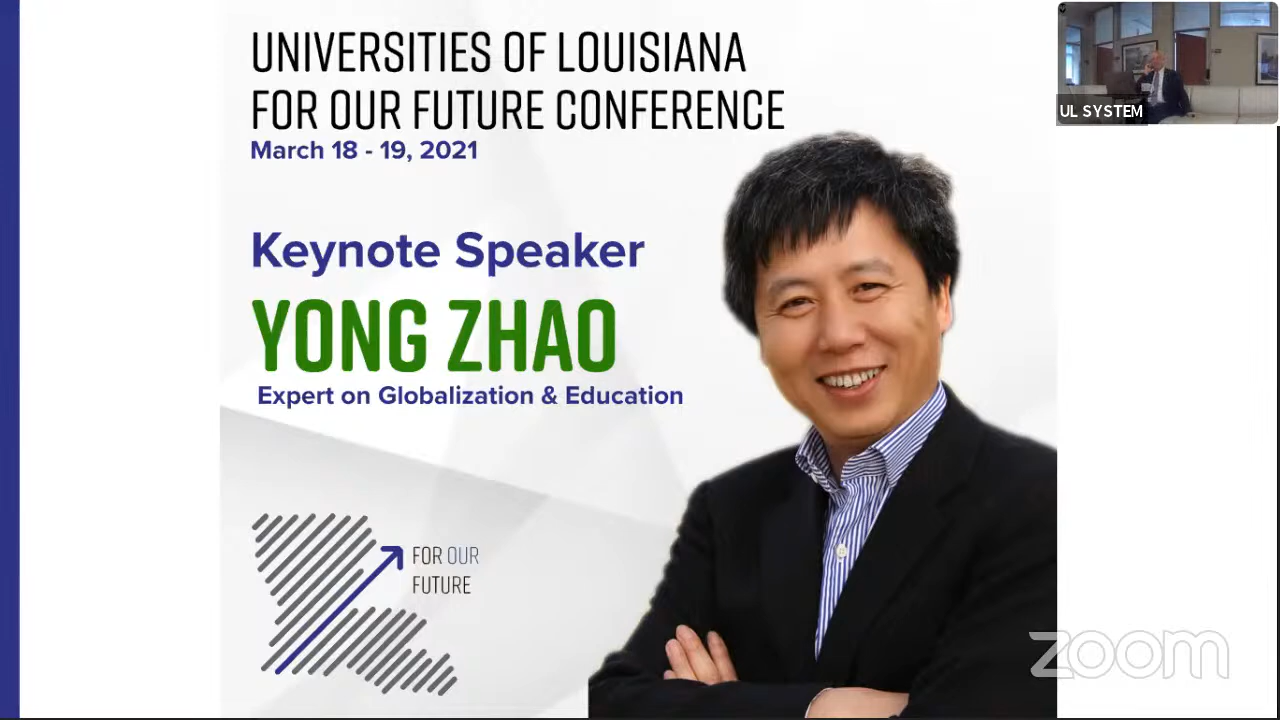 UNIVERSITIES OF LOUISIANA
FOR OUR FUTURE CONFERENCE
March 18 - 19, 2021
UL SYSTEM
Keynote Speaker
YONG ZHAO
Expert on Globalization & Education
FOR OUR
FUTURE
zoom